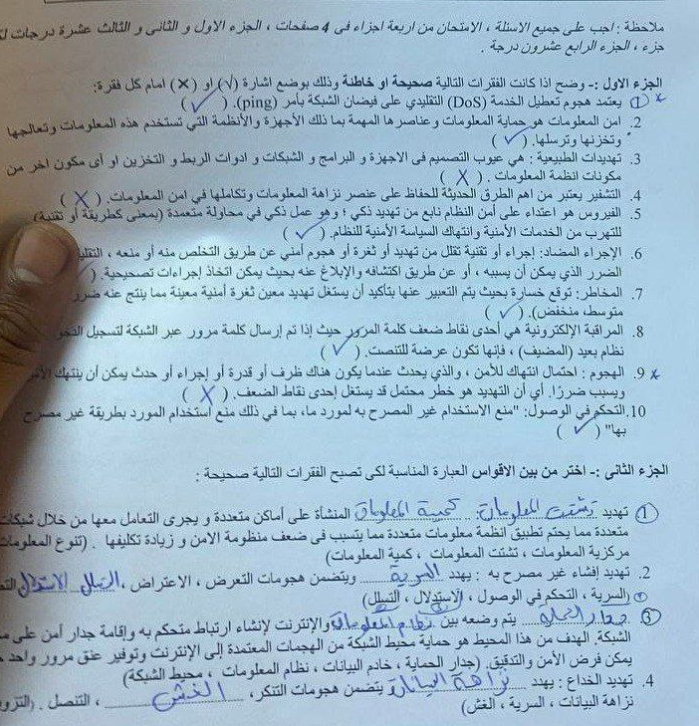 ملاحظة : اجب على جميع الاسئلة ، الامتحان من اربعة اجزاء في 4 صفحات ، الجزء الاول و الثاني و الثالث عشرة درجات لكل
جزء ، الجزء الرابع عشرون درجة .
الجزء الاول :- وضح اذا كانت الفقرات التالية صحيحة او خاطئة وذلك بوضع اشارة (√) او (×) امام كل فقرة:
1 يعتمد هجوم تعطيل الخدمة (DoS) التقليدي على فيضان الشبكة بأمر (ping). ( √ )
2. امن المعلومات هو حماية المعلومات و عناصرها المهمة بما ذلك الأجهزة والأنظمة التي تستخدم هذه المعلومات وتعالجها
وتخزنها وترسلها. ( √ )
3. تهديدات الطبيعية : هي عيوب التصميم في الاجهزة و البرامج و الشبكات و ادوات الربط و التخزين او أي مكون اخر من
مكونات انظمة المعلومات . ( X )
4. التشفير يعتبر من اهم الطرق الحديثة للحفاظ على عنصر نزاهة المعلومات وتكاملها في امن المعلومات. ( X )
5. الفيروس هو اعتداء على أمن النظام نابع من تهديد ذكي ؛ وهو عمل ذكي في محاولة متعمدة (بمعنى كطريقة أو تقنية)
للتهرب من الخدمات الأمنية وانتهاك السياسة الأمنية للنظام. ( √ )
6. الإجراء المضاد: إجراء أو تقنية تقلل من تهديد أو ثغرة أو هجوم أمني عن طريق التخلص منه أو منعه ،
الضرر الذي يمكن أن يسببه ، أو عن طريق اكتشافه والإبلاغ عنه بحيث يمكن اتخاذ إجراءات تصحيحية. (
7. المخاطر: توقع خسارة بحيث يتم التعبير عنها بتأكيد أن يستغل تهديد معين ثغرة أمنية معينة مما ينتج عنه ضرر
متوسط، منخفض). ( √ )
8. المراقبة الإلكترونية هي أحدى نقاط ضعف كلمة المرور حيث إذا تم إرسال كلمة مرور عبر الشبكة لتسجيل
نظام بعيد (مضيف) ، فإنها تكون عرضة للتنصت. ( √ )
9. الهجوم : احتمال انتهاك للأمن ، والذي يحدث عندما يكون هناك ظرف أو قدرة أو إجراء أو حدث يمكن أن ينتهك
ويسبب ضررًا. أي أن التهديد هو خطر محتمل قد يستغل إحدى نقاط الضعف. ( X )
10. التحكم في الوصول: "منع الاستخدام غير المصرح به لمورد ما، بما في ذلك منع استخدام المورد بطريقة غير مصرح
بها" ( √ )
الجزء الثاني :- اختر من بين الاقواس العبارة المناسبة لكي تصبح الفقرات التالية صحيحة :
1 تهديد تشتت المعلومات . كمية المعلومات المنشأة على أماكن متعددة و يجري التعامل معها من خلال شبكات
متعددة مما يحتم تطبيق انظمة معلومات متعددة مما يتسبب في ضعف منظومة الامن و زيادة تكاليفها . (تنوع المعلومات
مركزية المعلومات ، تشتت المعلومات ، كمية المعلومات)
2. تهديد إفشاء غير مصرح به : يهدد السرية ويتضمن هجومات التعرض ، الاعتراض ، التسلل الاستدلال
(السرية ، التحكم في الوصول ، الاستدلال ، التسلل)
3 جدار الحماية يتم وضعه بين نظام المعلومات والإنترنت لإنشاء ارتباط متحكم به وإقامة جدار أمن على
الشبكة. الهدف من هذا المحيط هو حماية محيط الشبكة من الهجمات المعتمدة إلى الإنترنت وتوفير عنق مرور واحد
يمكن فرض الأمن والتدقيق. (جدار الحماية ، خادم البيانات ، نظام المعلومات ، محيط الشبكة)
4. تهديد الخداع : يهدد نزاهة البيانات يتضمن هجومات التنكر ، الغش ، التنصل . (التزوير
نزاهة البيانات ، السرية ، الغش)